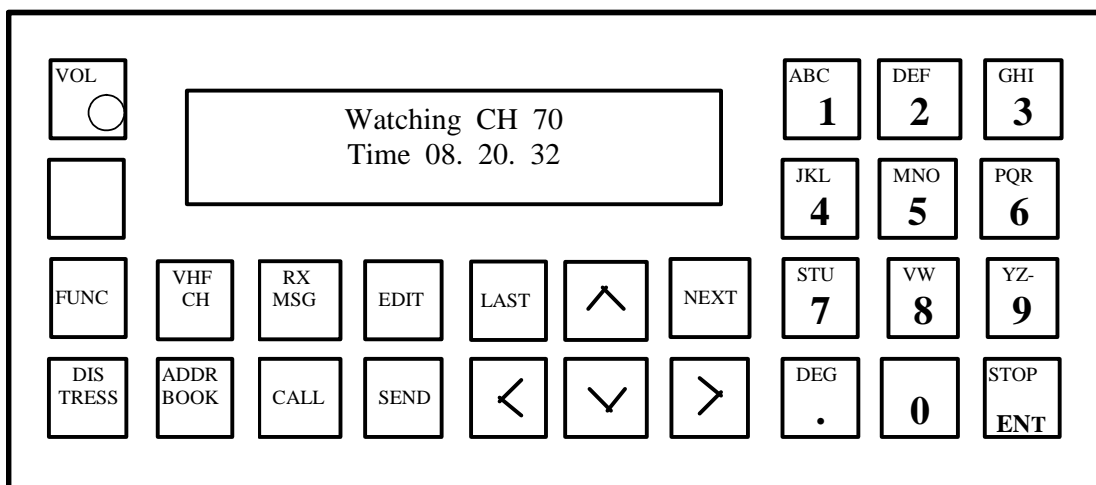 VOL
Watching CH 70
Time 08. 20. 32
ABC
1
DEF
2
GHI
3
JKL
4
MNO
5
PQR
6
FUNC
VHF
CH
RX
MSG
EDIT
LAST
NEXT
STU
7
VW
8
YZ-
9
DIS
TRESS
ADDR
BOOK
CALL
SEND
DEG
.
0
STOP
ENT